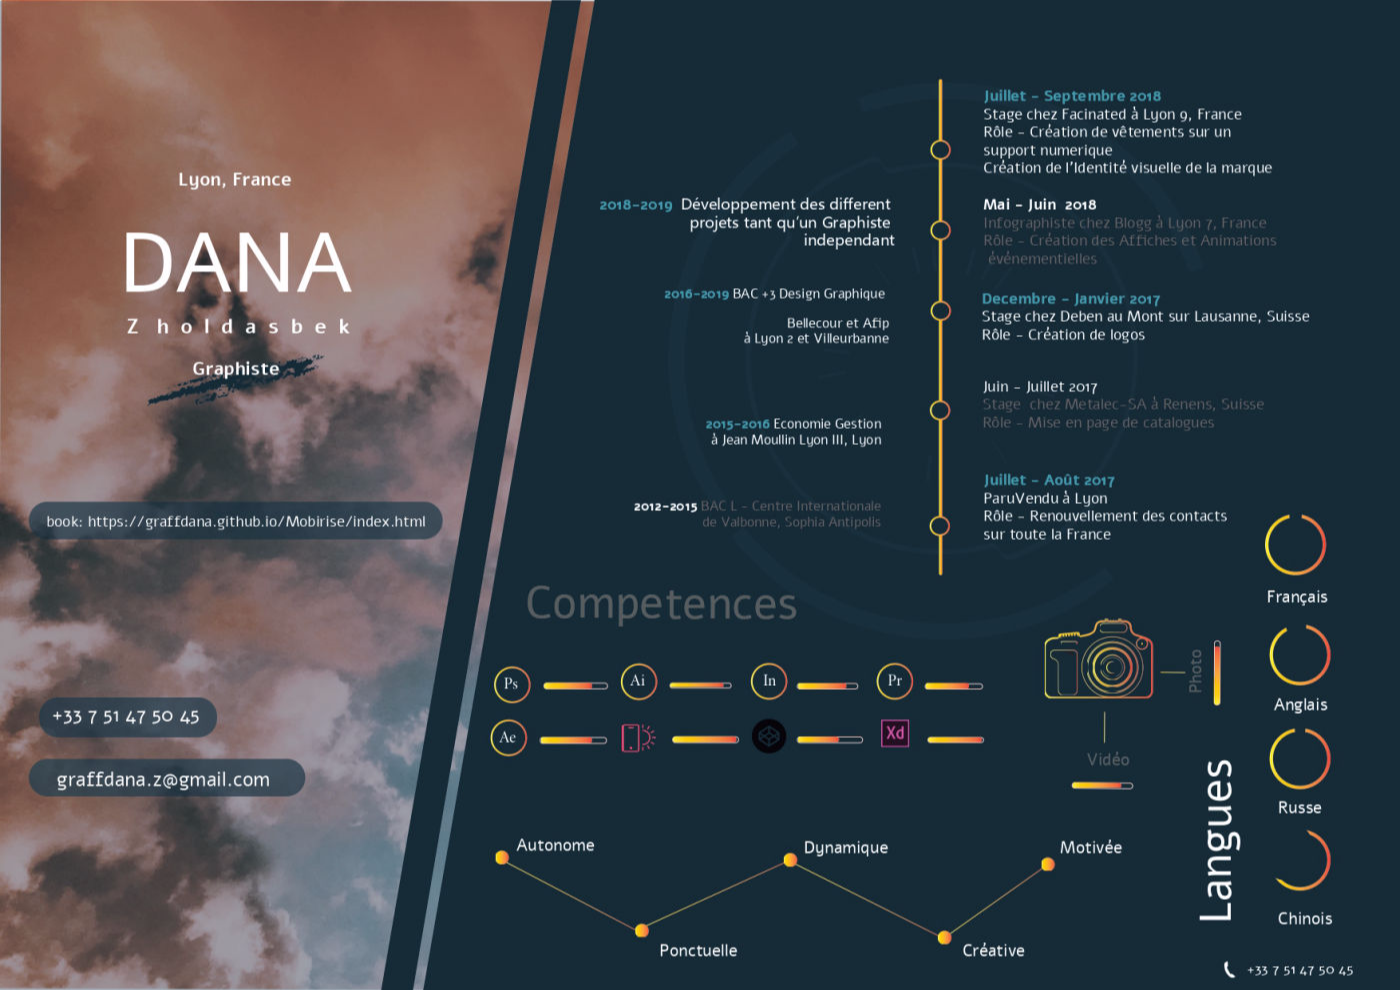 Lyon, France
DANA
Zholdasbek
Graphiste
book: https://graffdana.github.io/Mobirise/index.html
+33 7 51 47 50 45
graffdana.z@gmail.com
2018-2019 Développement des different
projets tant qu'un Graphiste
independant
2016-2019 BAC +3 Design Graphique
Bellecour et Afip
à Lyon 2 et Villeurbanne
2015-2016 Economie Gestion
à Jean Moullin Lyon III, Lyon
2012-2015 BAC L - Centre Internationale
de Valbonne, Sophia Antipolis
Juillet - Septembre 2018
Stage chez Facinated à Lyon 9, France
Rôle - Création de vêtements sur un
support numerique
Création de l'Identité visuelle de la marque
Mai - Juin 2018
Infographiste chez Blogg à Lyon 7, France
Rôle - Création des Affiches et Animations
événementielles
Decembre - Janvier 2017
Stage chez Deben au Mont sur Lausanne, Suisse
Rôle - Création de logos
Juin - Juillet 2017
Stage chez Metalec-SA à Renens, Suisse
Rôle - Mise en page de catalogues
Juillet - Août 2017
ParuVendu à Lyon
Rôle - Renouvellement des contacts
sur toute la France
Competences
Ps
Ai
In
Pr
Ae
Xd
Photo
Vidéo
Autonome
Ponctuelle
Dynamique
Créative
Motivée
Langues
Français
Anglais
Russe
Chinois
+33 7 51 47 50 45